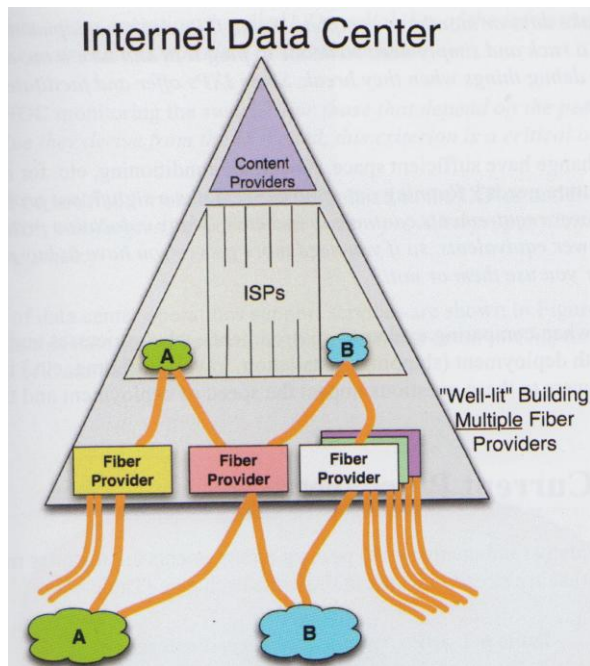 Internet Data Center
Content
Providers
ISPs
A
B
"Well-lit" Building
Multiple Fiber
Providers
Fiber
Provider
Fiber
Provider
Fiber
Provider
A
B